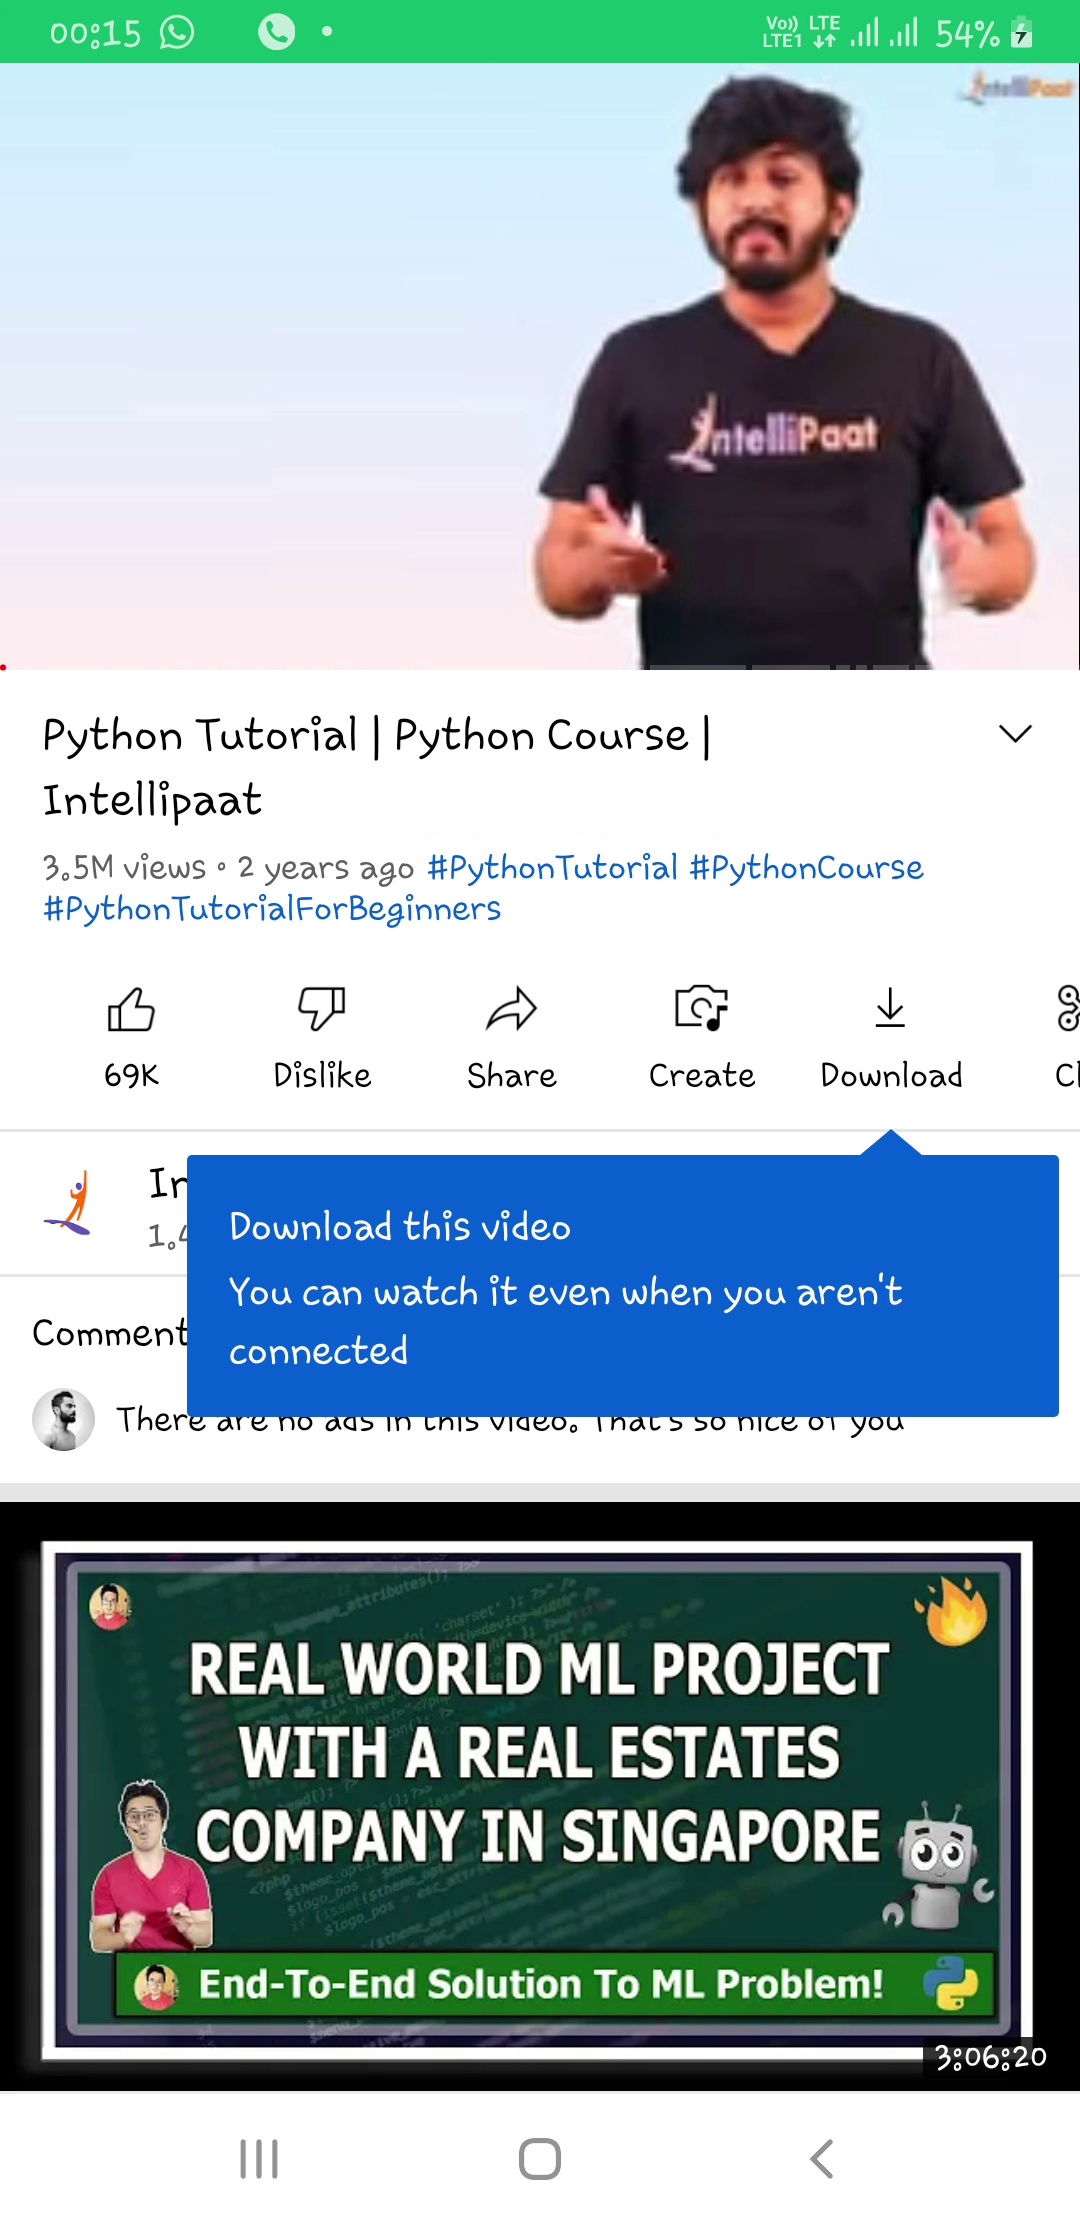 00:15
Vo)) LTE
LTE1
54%
IntelliPaat
IntelliPaat
Python Tutorial | Python Course |
Intellipaat
3.5M views • 2 years ago #PythonTutorial #PythonCourse
#PythonTutorialForBeginners
69K
Dislike
Share
Create
Download
Cl
In
1.4
Download this video
You can watch it even when you aren't
connected
Comment
There are no ads in this video. That's so nice of you
REAL WORLD ML PROJECT
WITH A REAL ESTATES
COMPANY IN SINGAPORE
End-To-End Solution To ML Problem!
3:06:20